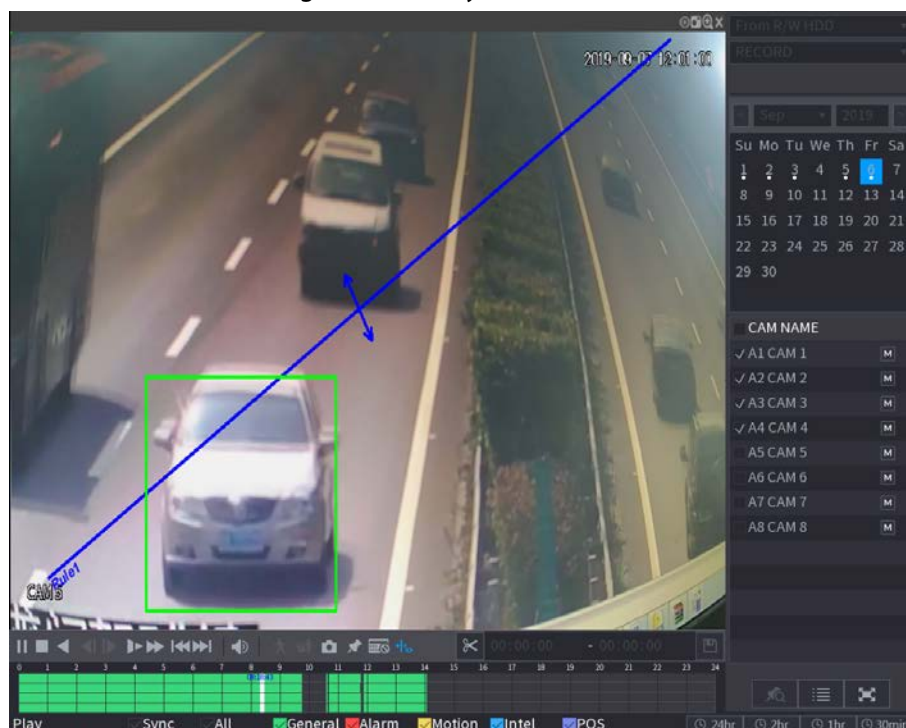 From R/W HDD
RECORD
2019-09-0
Sep 2019
Su Mo Tu We Th Fr Sa
1 2 3 4 5 6 7
8 9 10 11 12 13 14
15 16 17 18 19 20 21
22 23 24 25 26 27 28
29 30
CAM NAME
A1 CAM 1 M
A2 CAM 2 M
A3 CAM 3 M
A4 CAM 4 M
A5 CAM 5 M
A6 CAM 6 M
A7 CAM 7 M
A8 CAM 8 M
Rule1
CAM
00:00:00 - 00:00:00
0 1 2 3 4 5 6 7 8 9 10 11 12 13 14 15 16 17 18 19 20 21 22 23 24
Play Sync All General Alarm Motion Intel POS 24hr 2hr 1hr 30min